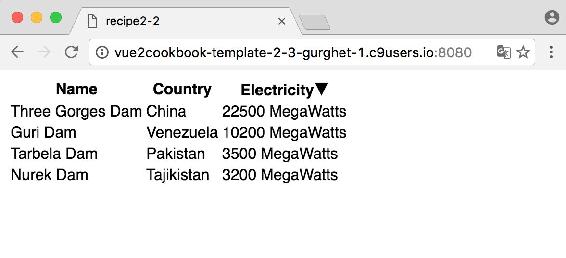 recipe2-2
vue2cookbook-template-2-3-gurghet-1.c9users.io:8080
Name Country Electricity▼
Three Gorges Dam China 22500 MegaWatts
Guri Dam Venezuela 10200 MegaWatts
Tarbela Dam Pakistan 3500 MegaWatts
Nurek Dam Tajikistan 3200 MegaWatts